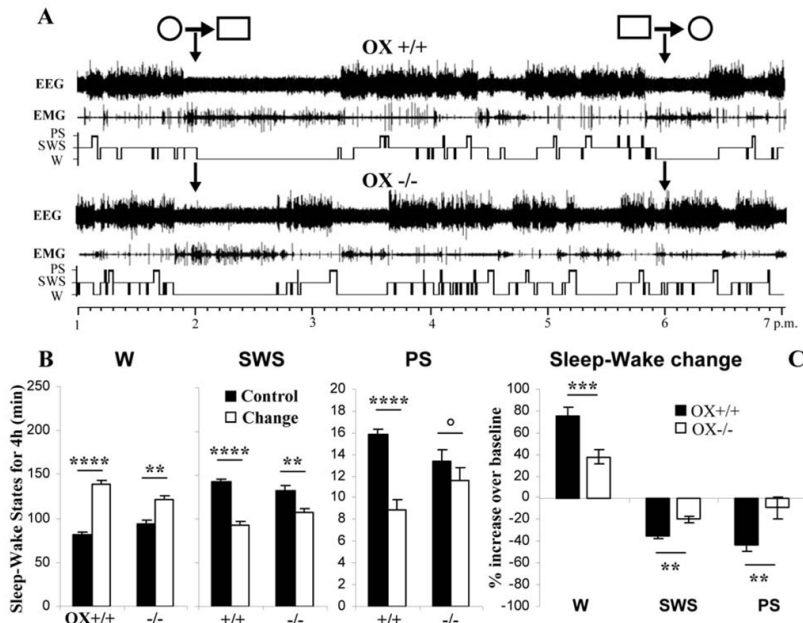 A
OX +/+
EEG
EMG
PS
SWS
W
OX -/-
EEG
EMG
PS
SWS
W
1 2 3 4 5 6 7 p.m.
B W SWS PS Sleep-Wake change C
Sleep-Wake States for 4h (min)
250
200
150
100
50
0
**** **
OX+/+ -/-
Control
Change
**** **
+/+ -/-
20
18
16
14
12
10
8
6
4
2
0
**** °
+/+ -/-
% increase over baseline
100
80
60
40
20
0
-20
-40
-60
-80
-100
***
OX+/+
OX-/-
** **
W SWS PS